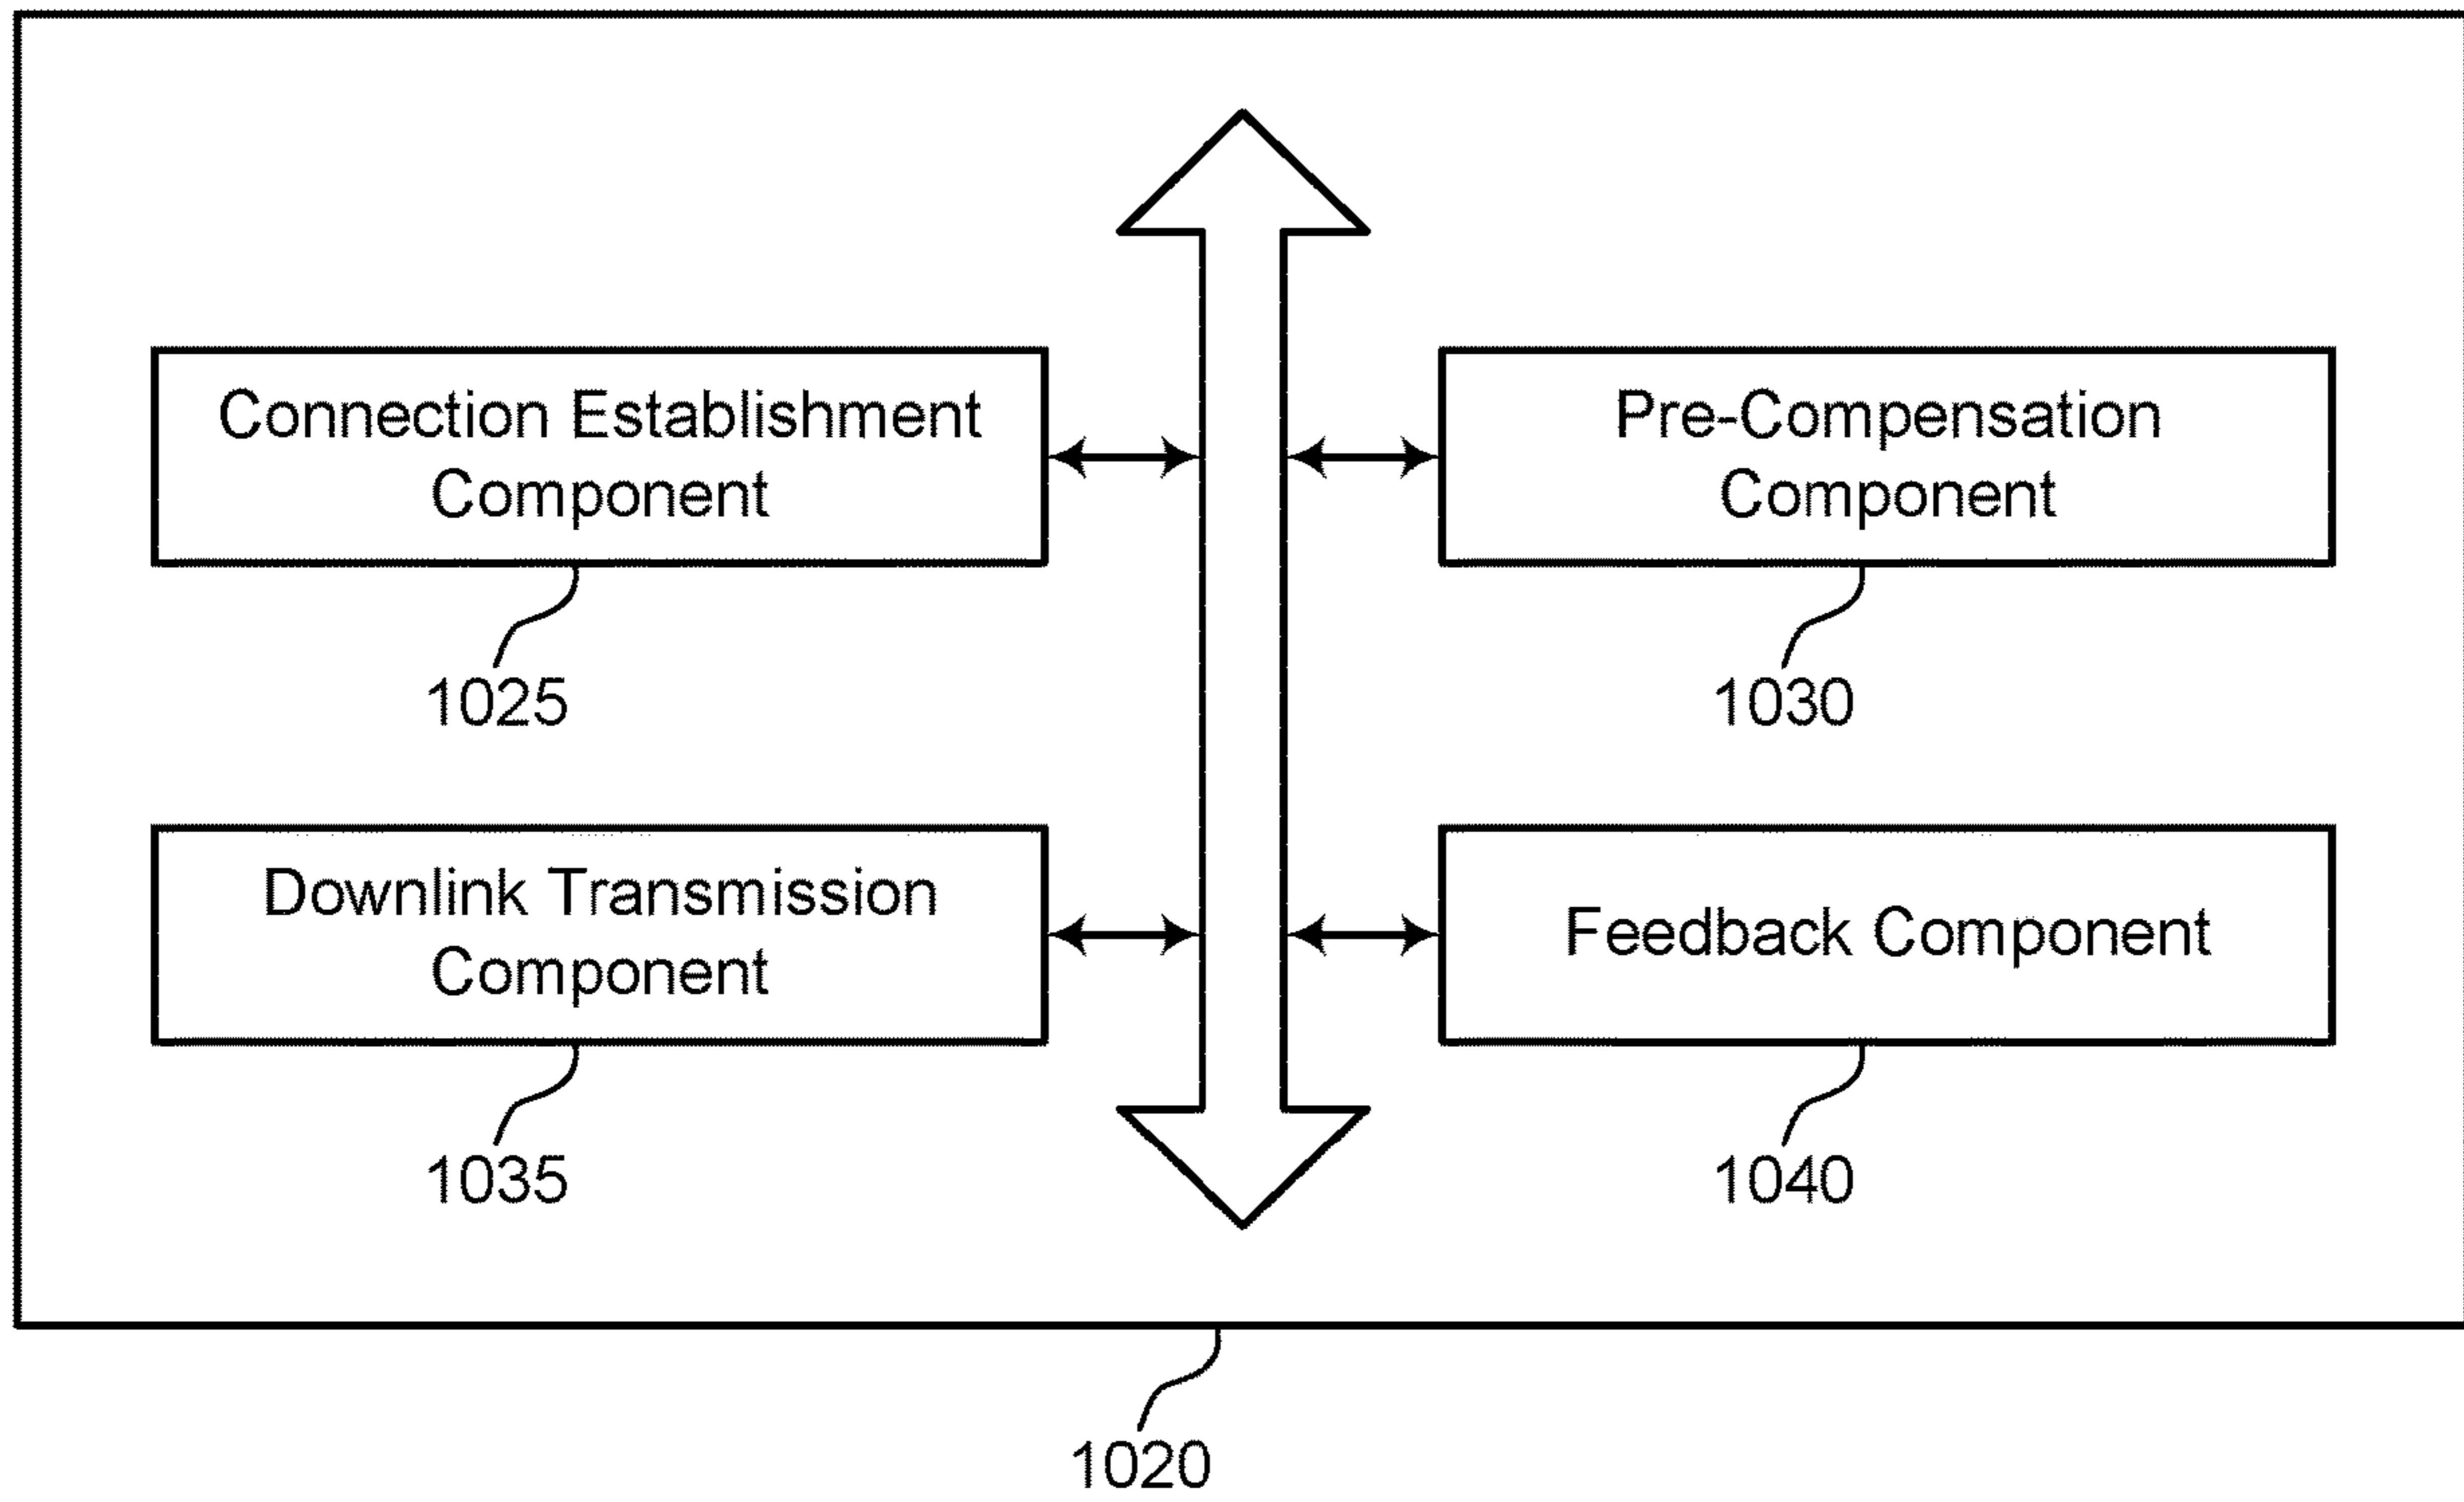 Connection Establishment
Component
1025
Pre-Compensation
Component
1030
Downlink Transmission
Component
1035
Feedback Component
1040
1020